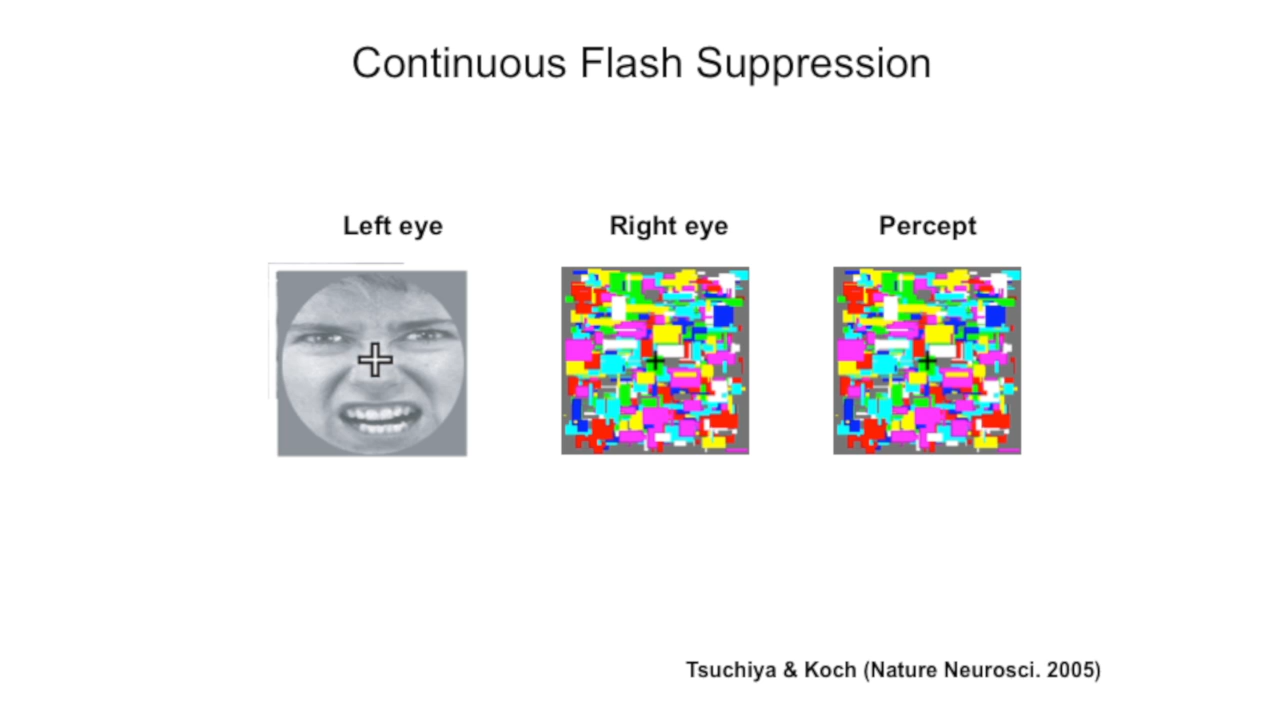 Continuous Flash Suppression
Left eye
Right eye
Percept
Tsuchiya & Koch (Nature Neurosci. 2005)